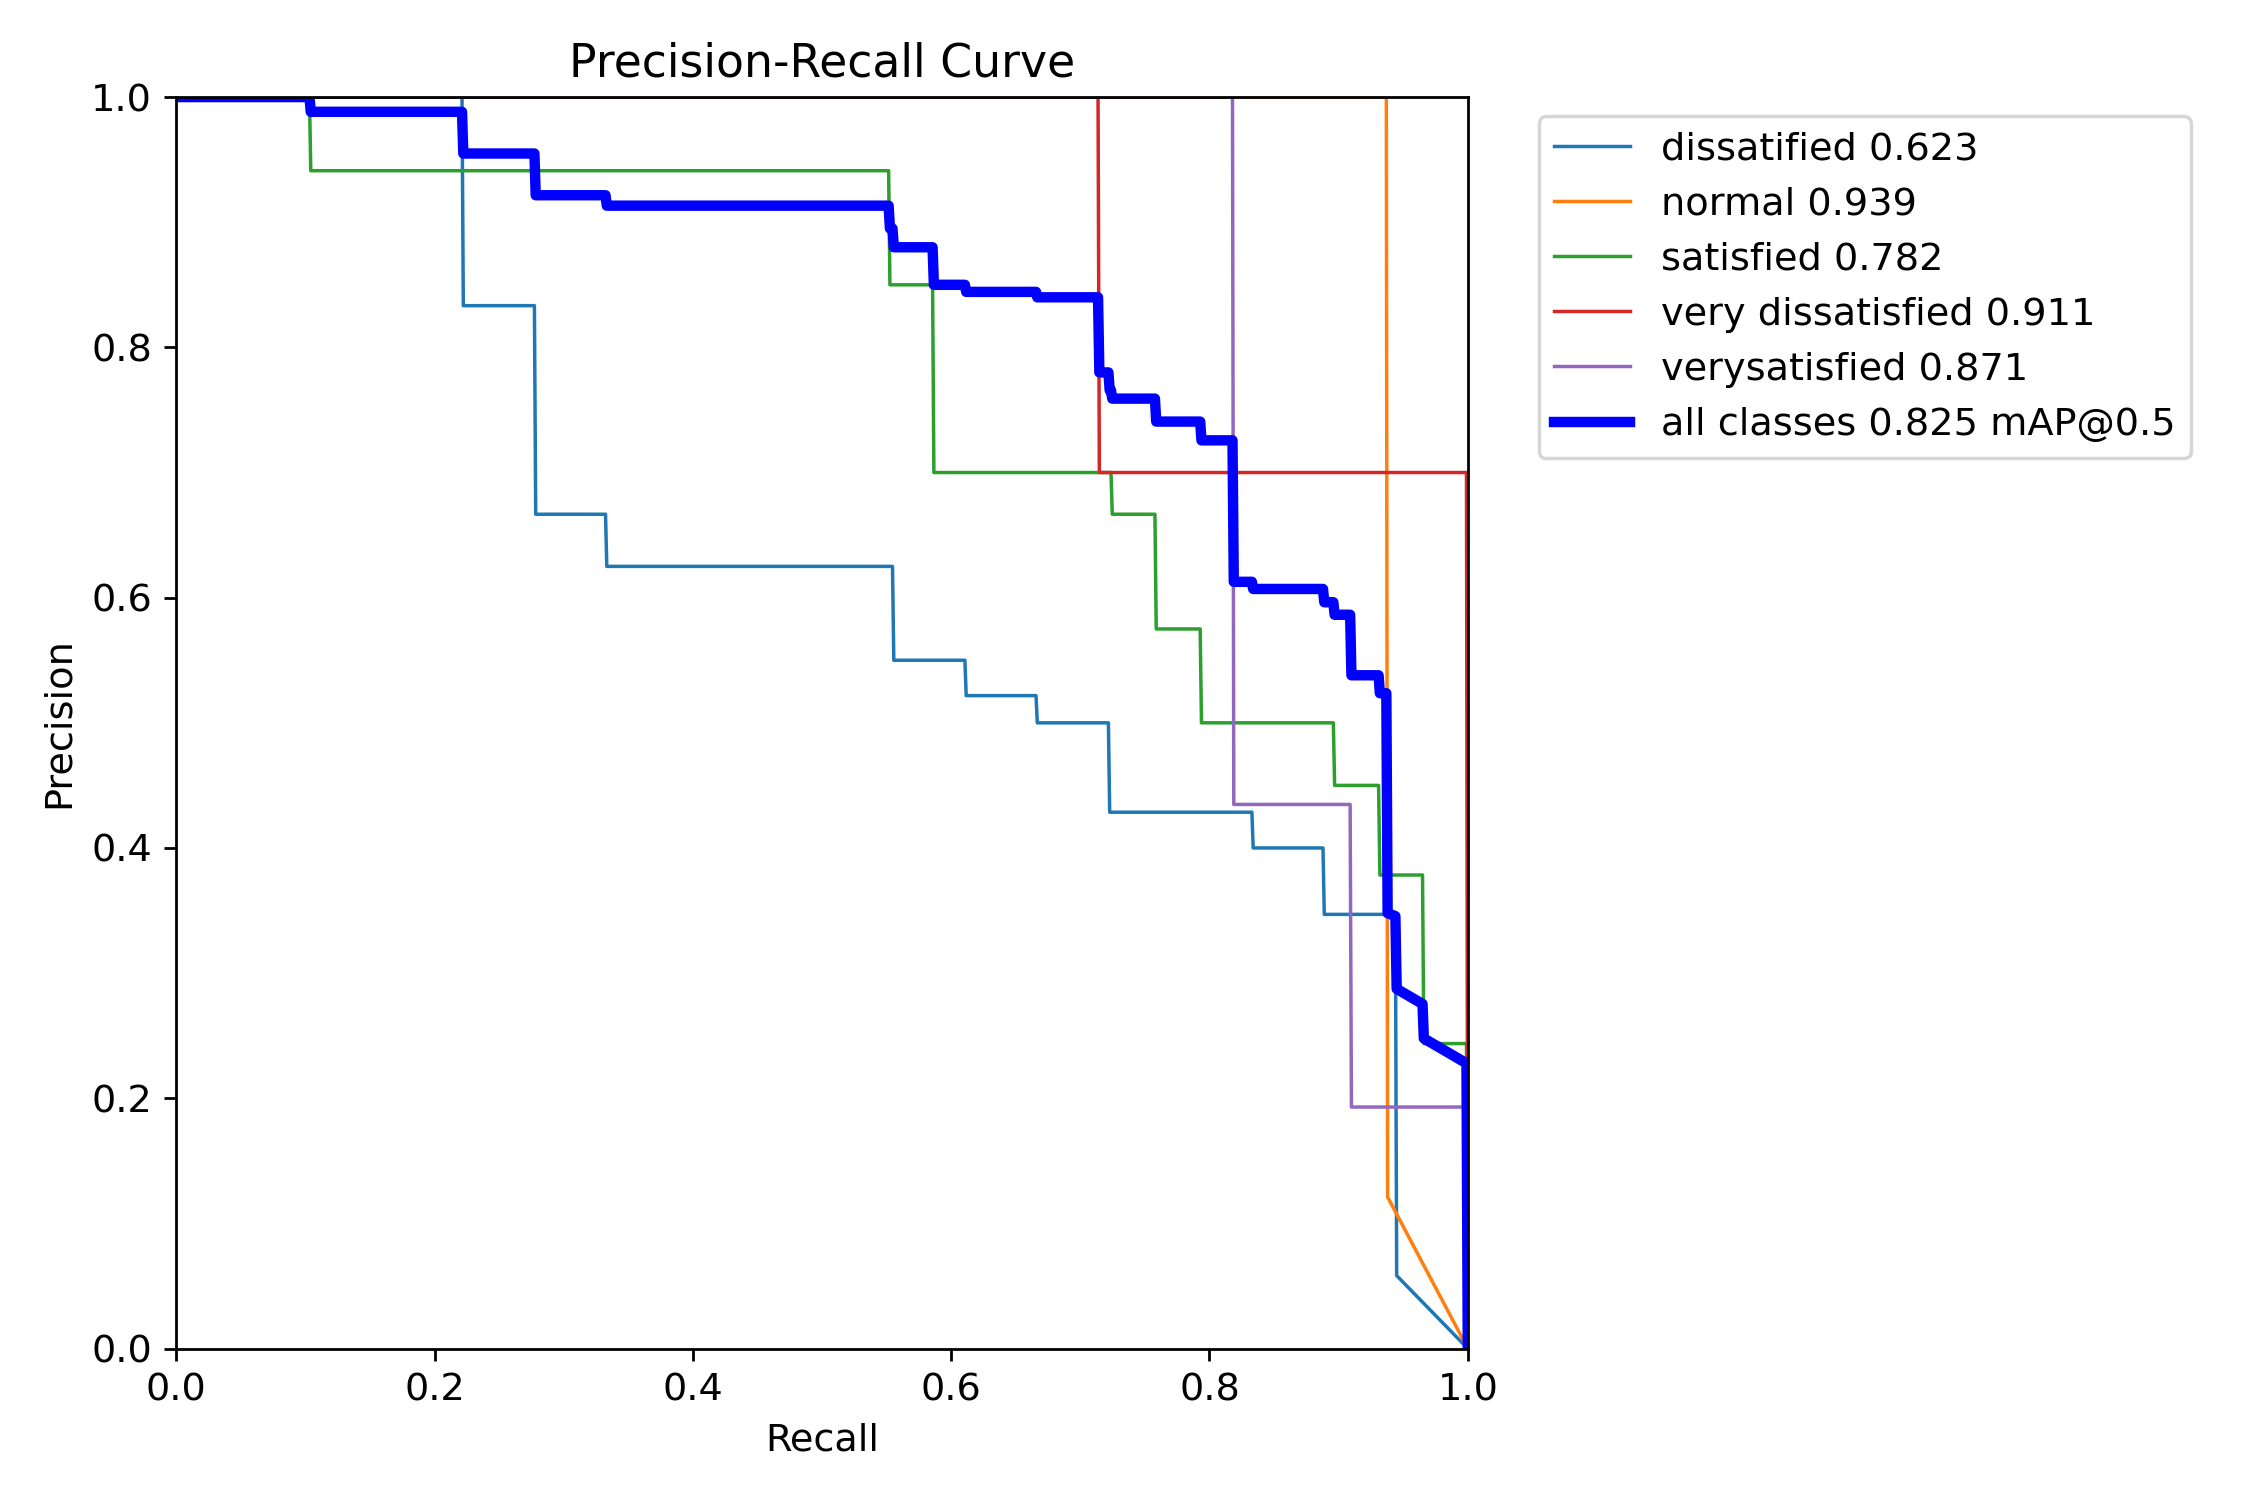 Precision-Recall Curve
1.0
0.8
0.6
0.4
0.2
0.0
Precision
0.0 0.2 0.4 0.6 0.8 1.0
Recall
dissatified 0.623
normal 0.939
satisfied 0.782
very dissatisfied 0.911
verysatisfied 0.871
all classes 0.825 mAP@0.5